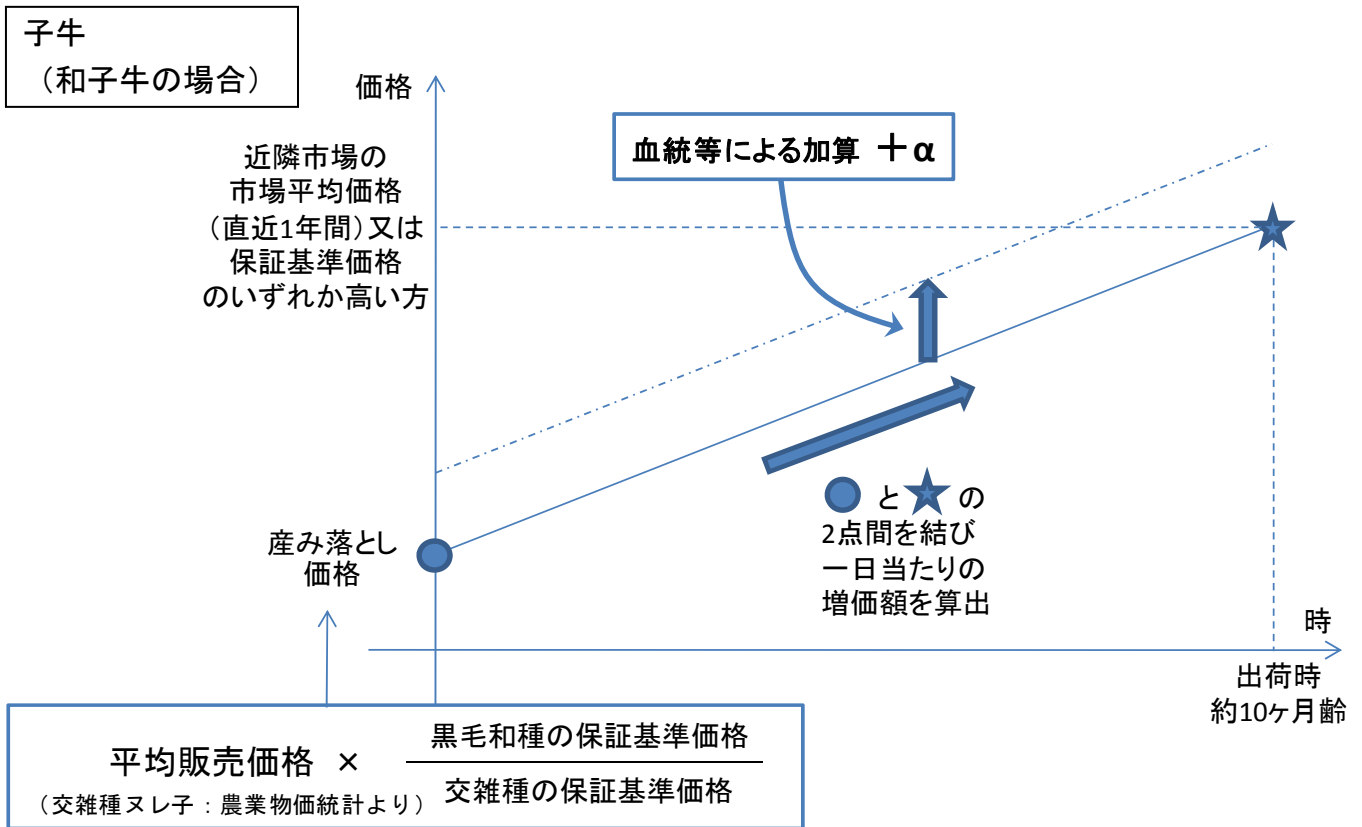 子牛
（和子牛の場合）
価格
近隣市場の
市場平均価格
（直近1年間）又は
保証基準価格
のいずれか高い方
血統等による加算 ＋α
と の
2点間を結び
一日当たりの
増価額を算出
産み落とし
価格
時
出荷時
約10ヶ月齢
平均販売価格 ×
（交雑種ヌレ子：農業物価統計より）
黒毛和種の保証基準価格
交雑種の保証基準価格